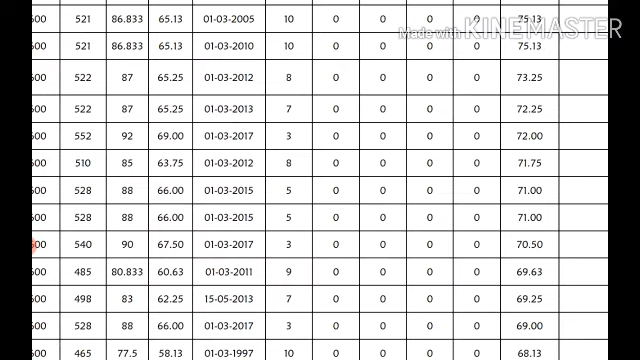 600 521 86.833 65.13 01-03-2005 10 0 0 0 0 75.13
Made with KINEMASTER
600 521 86.833 65.13 01-03-2010 10 0 0 0 0 75.13
600 522 87 65.25 01-03-2012 8 0 0 0 0 73.25
600 522 87 65.25 01-03-2013 7 0 0 0 0 72.25
600 552 92 69.00 01-03-2017 3 0 0 0 0 72.00
600 510 85 63.75 01-03-2012 8 0 0 0 0 71.75
600 528 88 66.00 01-03-2015 5 0 0 0 0 71.00
600 528 88 66.00 01-03-2015 5 0 0 0 0 71.00
600 540 90 67.50 01-03-2017 3 0 0 0 0 70.50
600 485 80.833 60.63 01-03-2011 9 0 0 0 0 69.63
600 498 83 62.25 15-05-2013 7 0 0 0 0 69.25
600 528 88 66.00 01-03-2017 3 0 0 0 0 69.00
600 465 77.5 58.13 01-03-1997 10 0 0 0 0 68.13